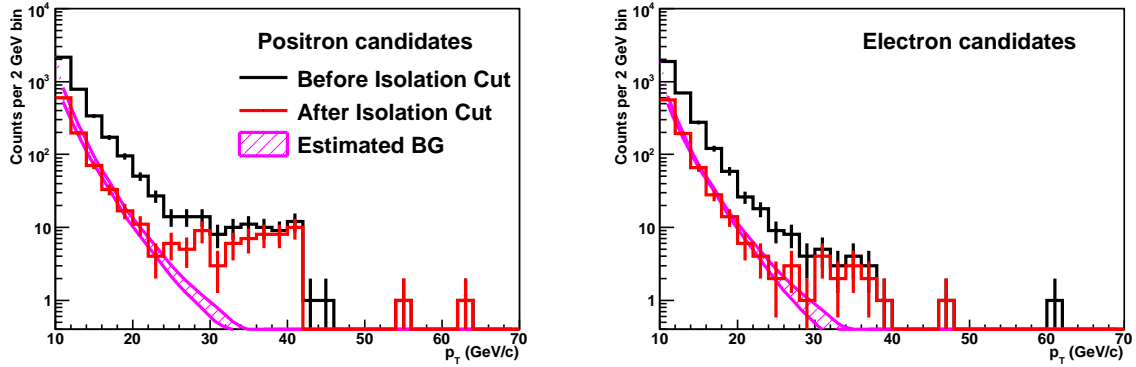 Counts per 2 GeV bin
10⁴
10³
10²
10
1
Positron candidates
Before Isolation Cut
After Isolation Cut
Estimated BG
10 20 30 40 50 60 70
p_T (GeV/c)
Counts per 2 GeV bin
10⁴
10³
10²
10
1
Electron candidates
10 20 30 40 50 60 70
p_T (GeV/c)